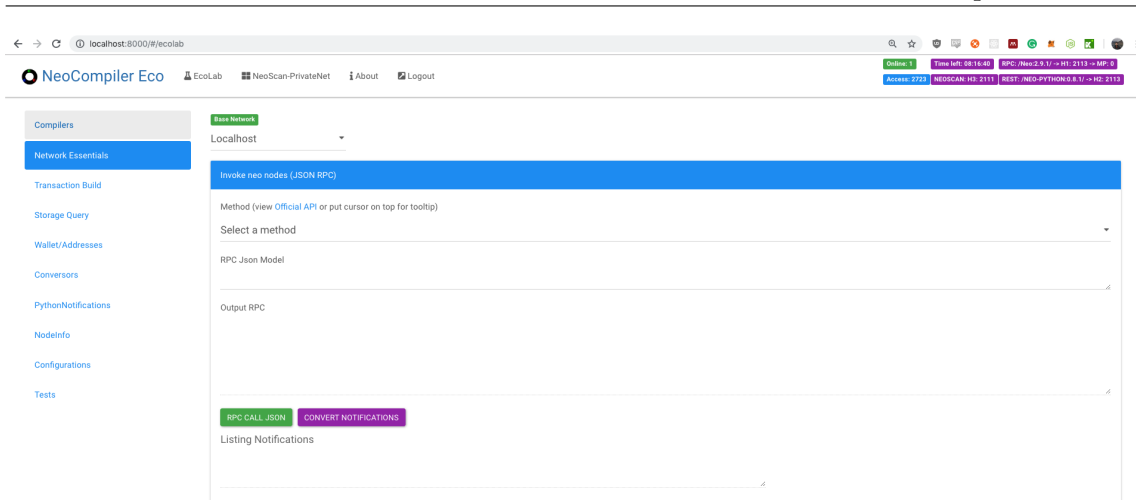 localhost:8000/#/ecolab
NeoCompiler Eco EcoLab NeoScan-PrivateNet About Logout
Online: 1 Time left: 08:16:40 RPC: /Neo:2.9.1/ -> H1: 2113 -> MP: 0
Access: 2723 NEOSCAN: H3: 2111 REST: /NEO-PYTHON:0.8.1/ -> H2: 2113
Compilers
Network Essentials
Transaction Build
Storage Query
Wallet/Addresses
Conversors
PythonNotifications
NodeInfo
Configurations
Tests
Base Network
Localhost
Invoke neo nodes (JSON RPC)
Method (view Official API or put cursor on top for tooltip)
Select a method
RPC Json Model
Output RPC
RPC CALL JSON CONVERT NOTIFICATIONS
Listing Notifications